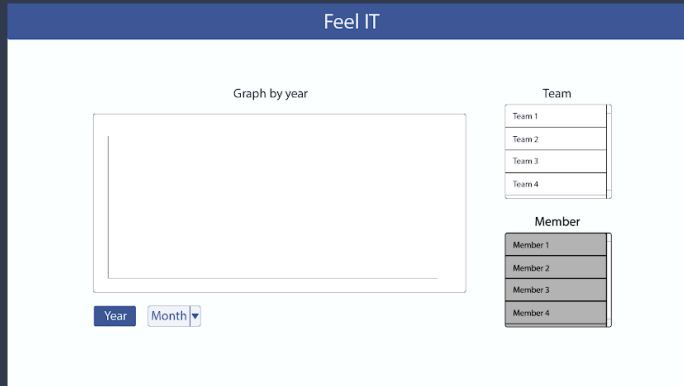 Feel IT
Graph by year
Team
Team 1
Team 2
Team 3
Team 4
Member
Member 1
Member 2
Member 3
Member 4
Year
Month